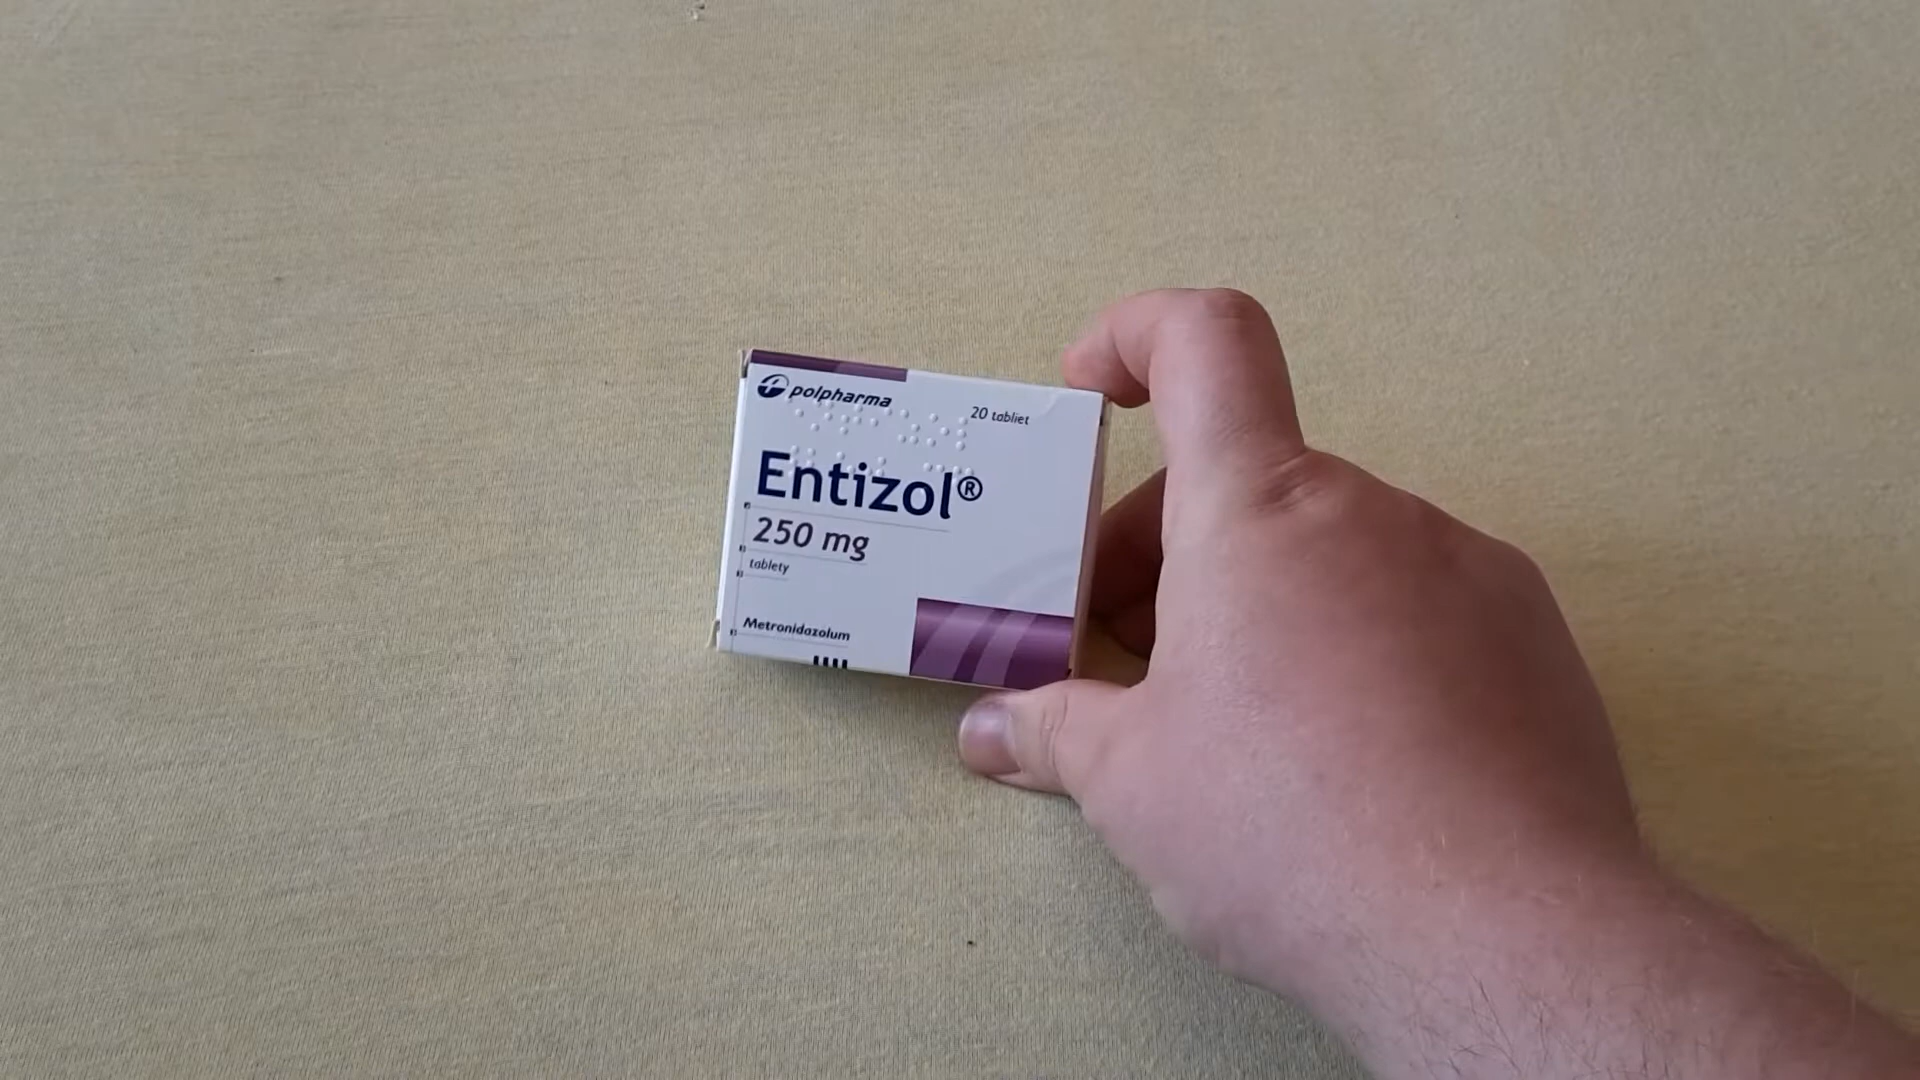 polpharma
20 tabliet
Entizol®
250 mg
tablety
Metronidazolum